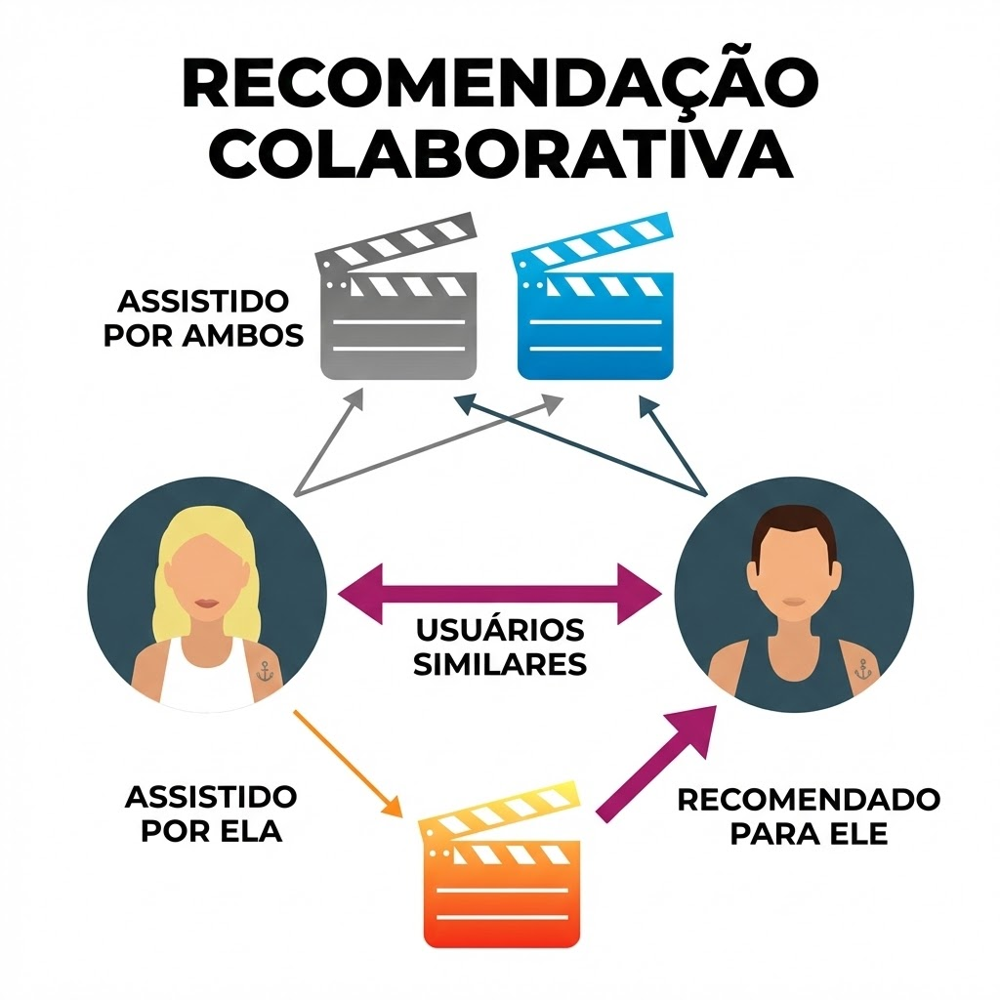 RECOMENDAÇÃO
COLABORATIVA
ASSISTIDO
POR AMBOS
USUÁRIOS
SIMILARES
ASSISTIDO
POR ELA
RECOMENDADO
PARA ELE